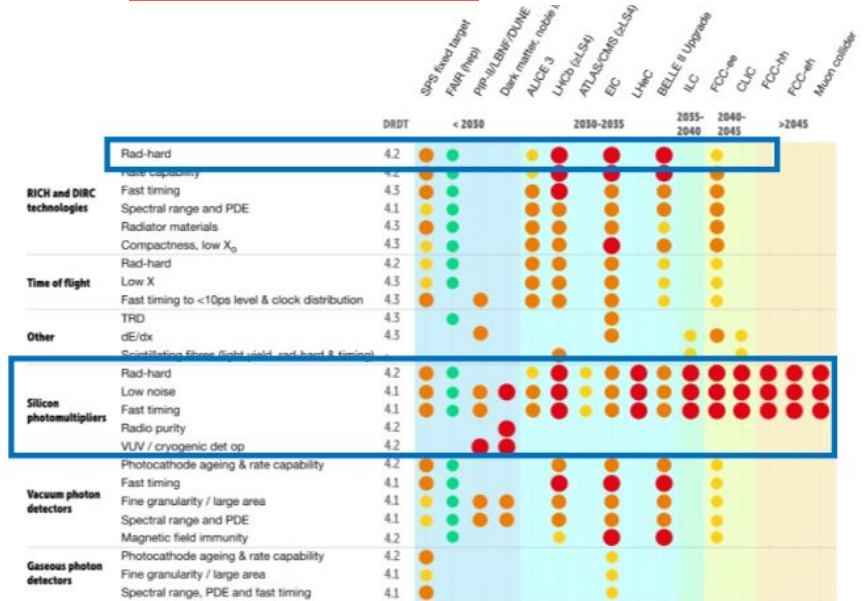 SPS fixed target
FAIR (hep)
PIP-II/LBNF/DUNE
Dark matter, noble
ALICE 3
LHCb (≥LS4)
ATLAS/CMS (≥LS4)
EIC
LHeC
BELLE II Upgrade
ILC
FCC-ee
CLIC
FCC-hh
FCC-eh
Muon collider
DRDT < 2030 2030-2035 2035-2040 2040-2045 >2045
Rad-hard 4.2
Rate capability 4.2
RICH and DIRC technologies
Fast timing 4.3
Spectral range and PDE 4.1
Radiator materials 4.3
Compactness, low X₀ 4.3
Time of flight
Rad-hard 4.2
Low X 4.3
Fast timing to <10ps level & clock distribution 4.3
Other
TRD 4.3
dE/dx 4.3
Scintillating fibres (light yield, rad-hard & timing) -
Silicon photomultipliers
Rad-hard 4.2
Low noise 4.1
Fast timing 4.1
Radio purity 4.2
VUV / cryogenic det op 4.2
Vacuum photon detectors
Photocathode ageing & rate capability 4.2
Fast timing 4.1
Fine granularity / large area 4.1
Spectral range and PDE 4.1
Magnetic field immunity 4.2
Gaseous photon detectors
Photocathode ageing & rate capability 4.2
Fine granularity / large area 4.1
Spectral range, PDE and fast timing 4.1